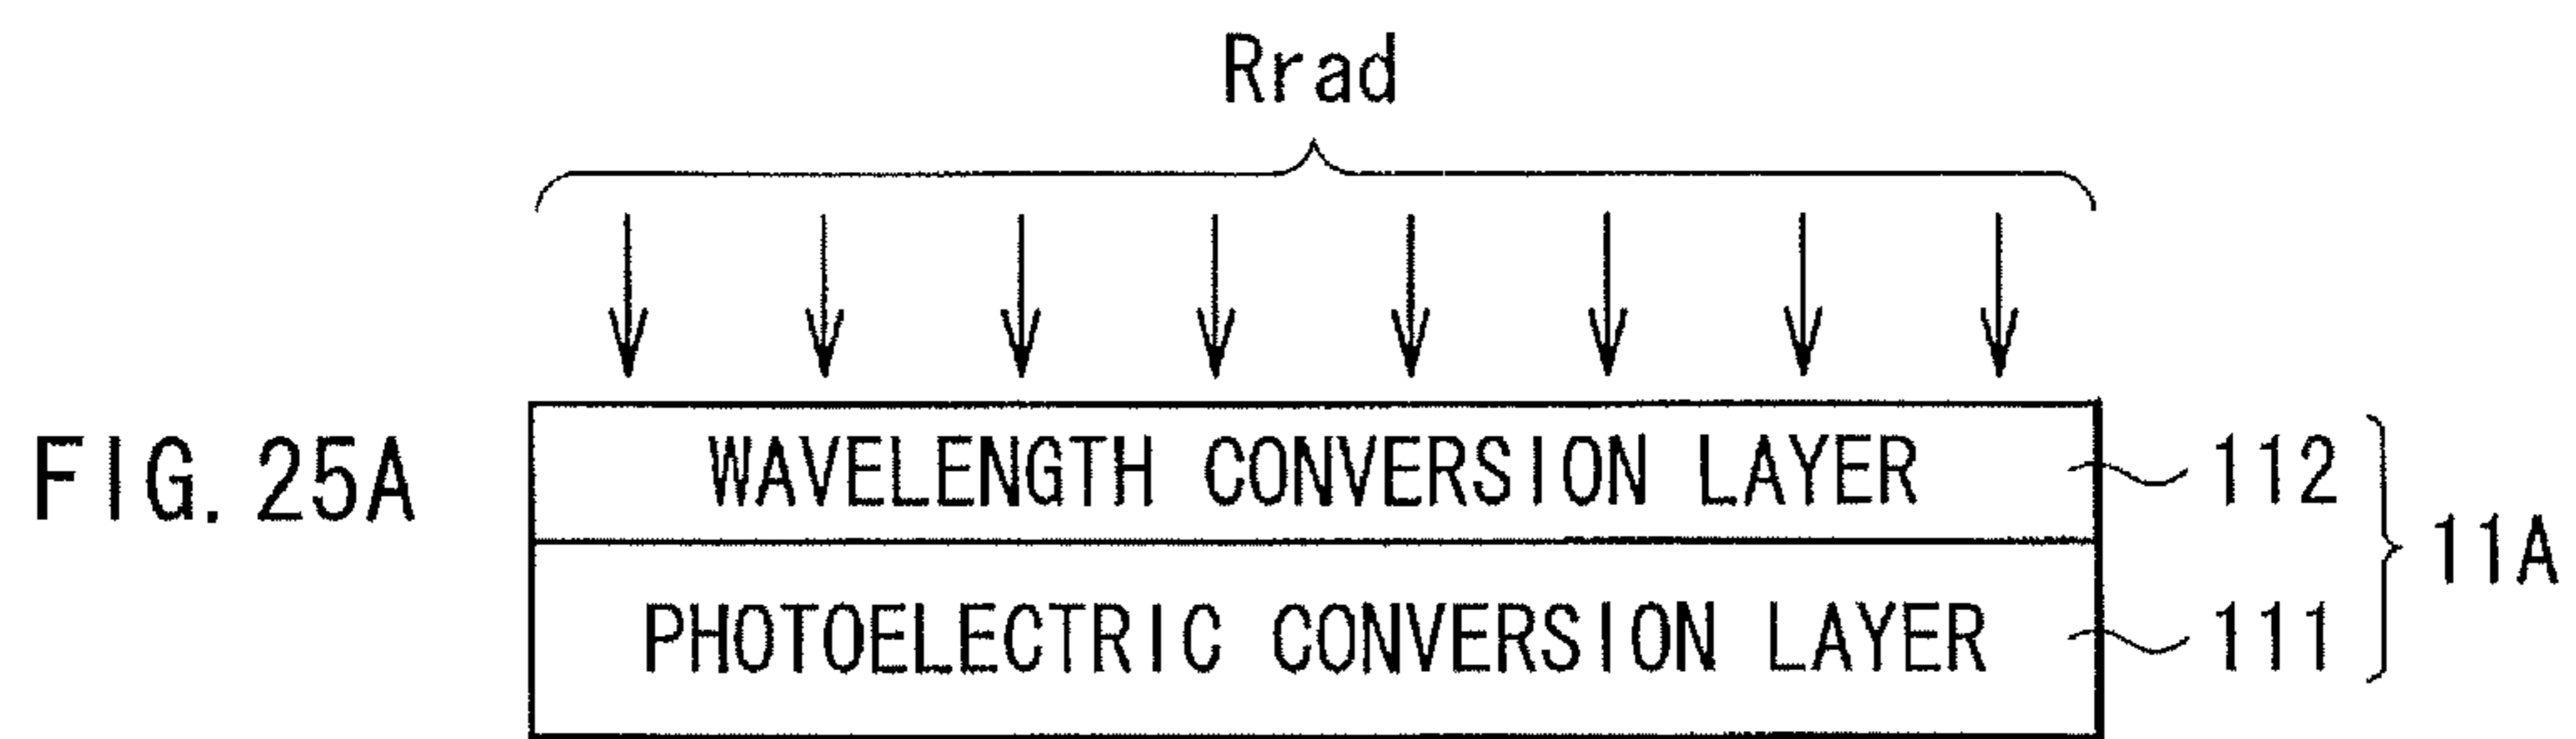 Rrad
FIG. 25A
WAVELENGTH CONVERSION LAYER
112
11A
PHOTOELECTRIC CONVERSION LAYER
111